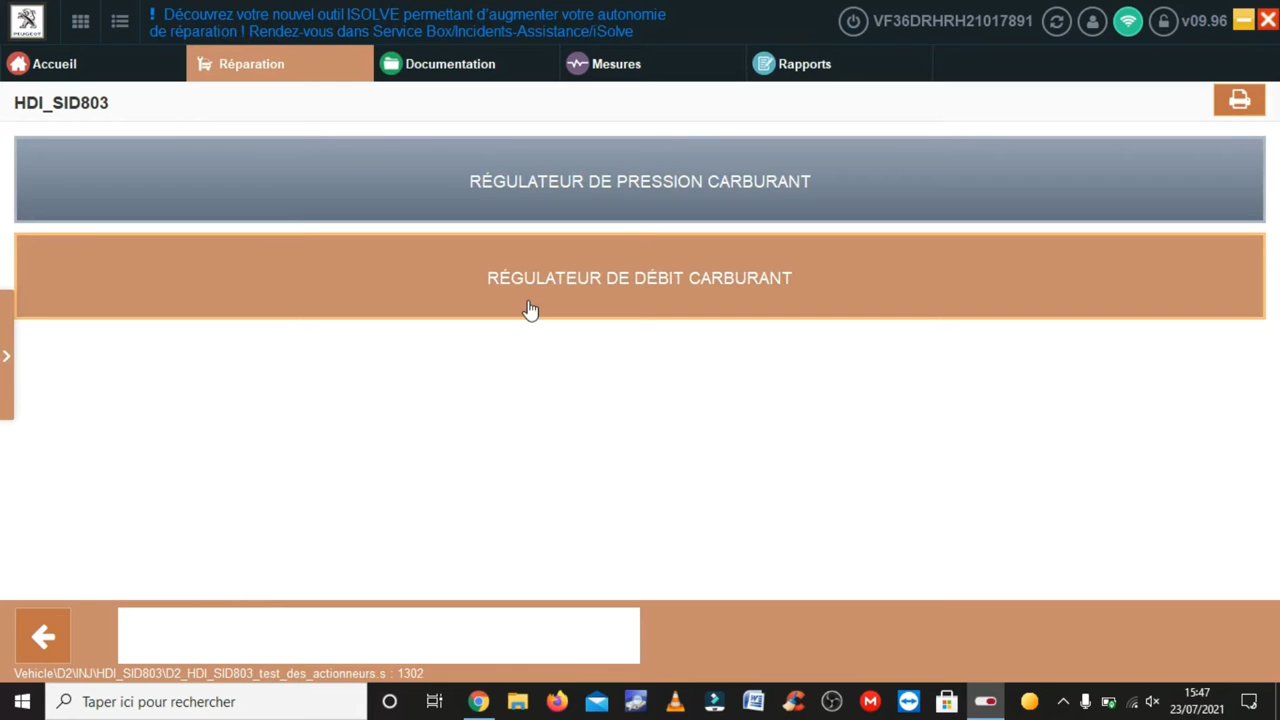 ! Découvrez votre nouvel outil ISOLVE permettant d'augmenter votre autonomie
de réparation ! Rendez-vous dans Service Box/Incidents-Assistance/iSolve
VF36DRHRH21017891
v09.96
PEUGEOT
Accueil
Réparation
Documentation
Mesures
Rapports
HDI_SID803
RÉGULATEUR DE PRESSION CARBURANT
RÉGULATEUR DE DÉBIT CARBURANT
Vehicle\D2\INJ\HDI_SID803\D2_HDI_SID803_test_des_actionneurs.s : 1302
Taper ici pour rechercher
15:47
23/07/2021